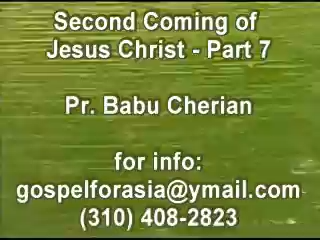 Second Coming of
Jesus Christ - Part 7
Pr. Babu Cherian
for info:
gospelforasia@ymail.com
(310) 408-2823